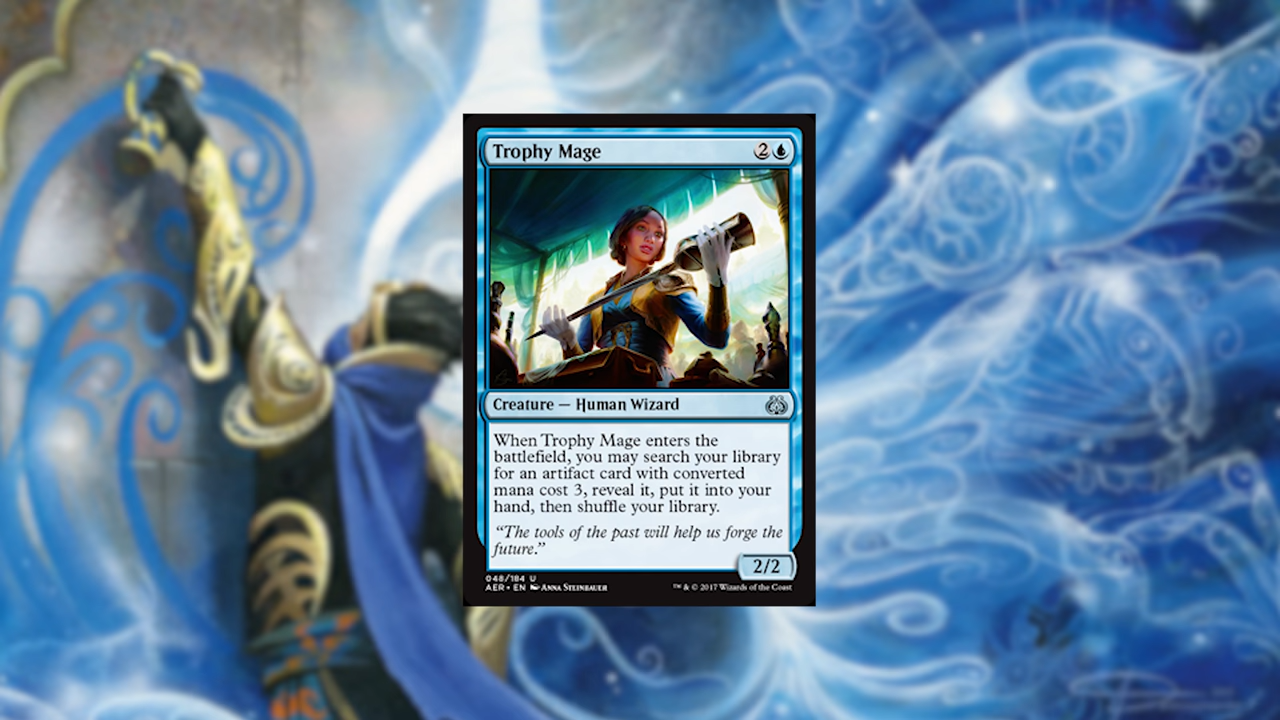 Trophy Mage 2
Creature — Human Wizard
When Trophy Mage enters the
battlefield, you may search your library
for an artifact card with converted
mana cost 3, reveal it, put it into your
hand, then shuffle your library.
“The tools of the past will help us forge the
future.”
2/2
048/184 U
AER • EN Anna Steinbauer
™ & © 2017 Wizards of the Coast